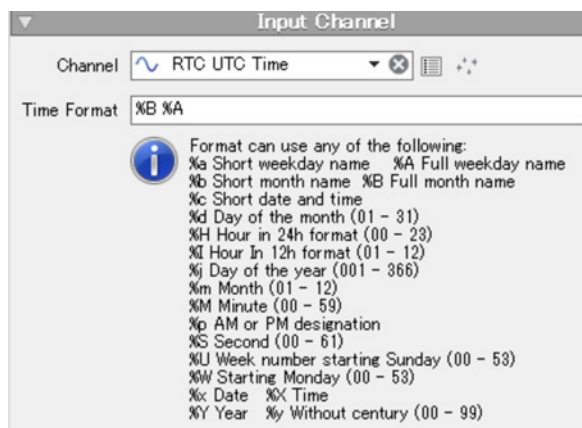 Input Channel
Channel RTC UTC Time
Time Format %B %A
Format can use any of the following:
%a Short weekday name %A Full weekday name
%b Short month name %B Full month name
%c Short date and time
%d Day of the month (01 - 31)
%H Hour in 24h format (00 - 23)
%I Hour In 12h format (01 - 12)
%j Day of the year (001 - 366)
%m Month (01 - 12)
%M Minute (00 - 59)
%p AM or PM designation
%S Second (00 - 61)
%U Week number starting Sunday (00 - 53)
%W Starting Monday (00 - 53)
%x Date %X Time
%Y Year %y Without century (00 - 99)